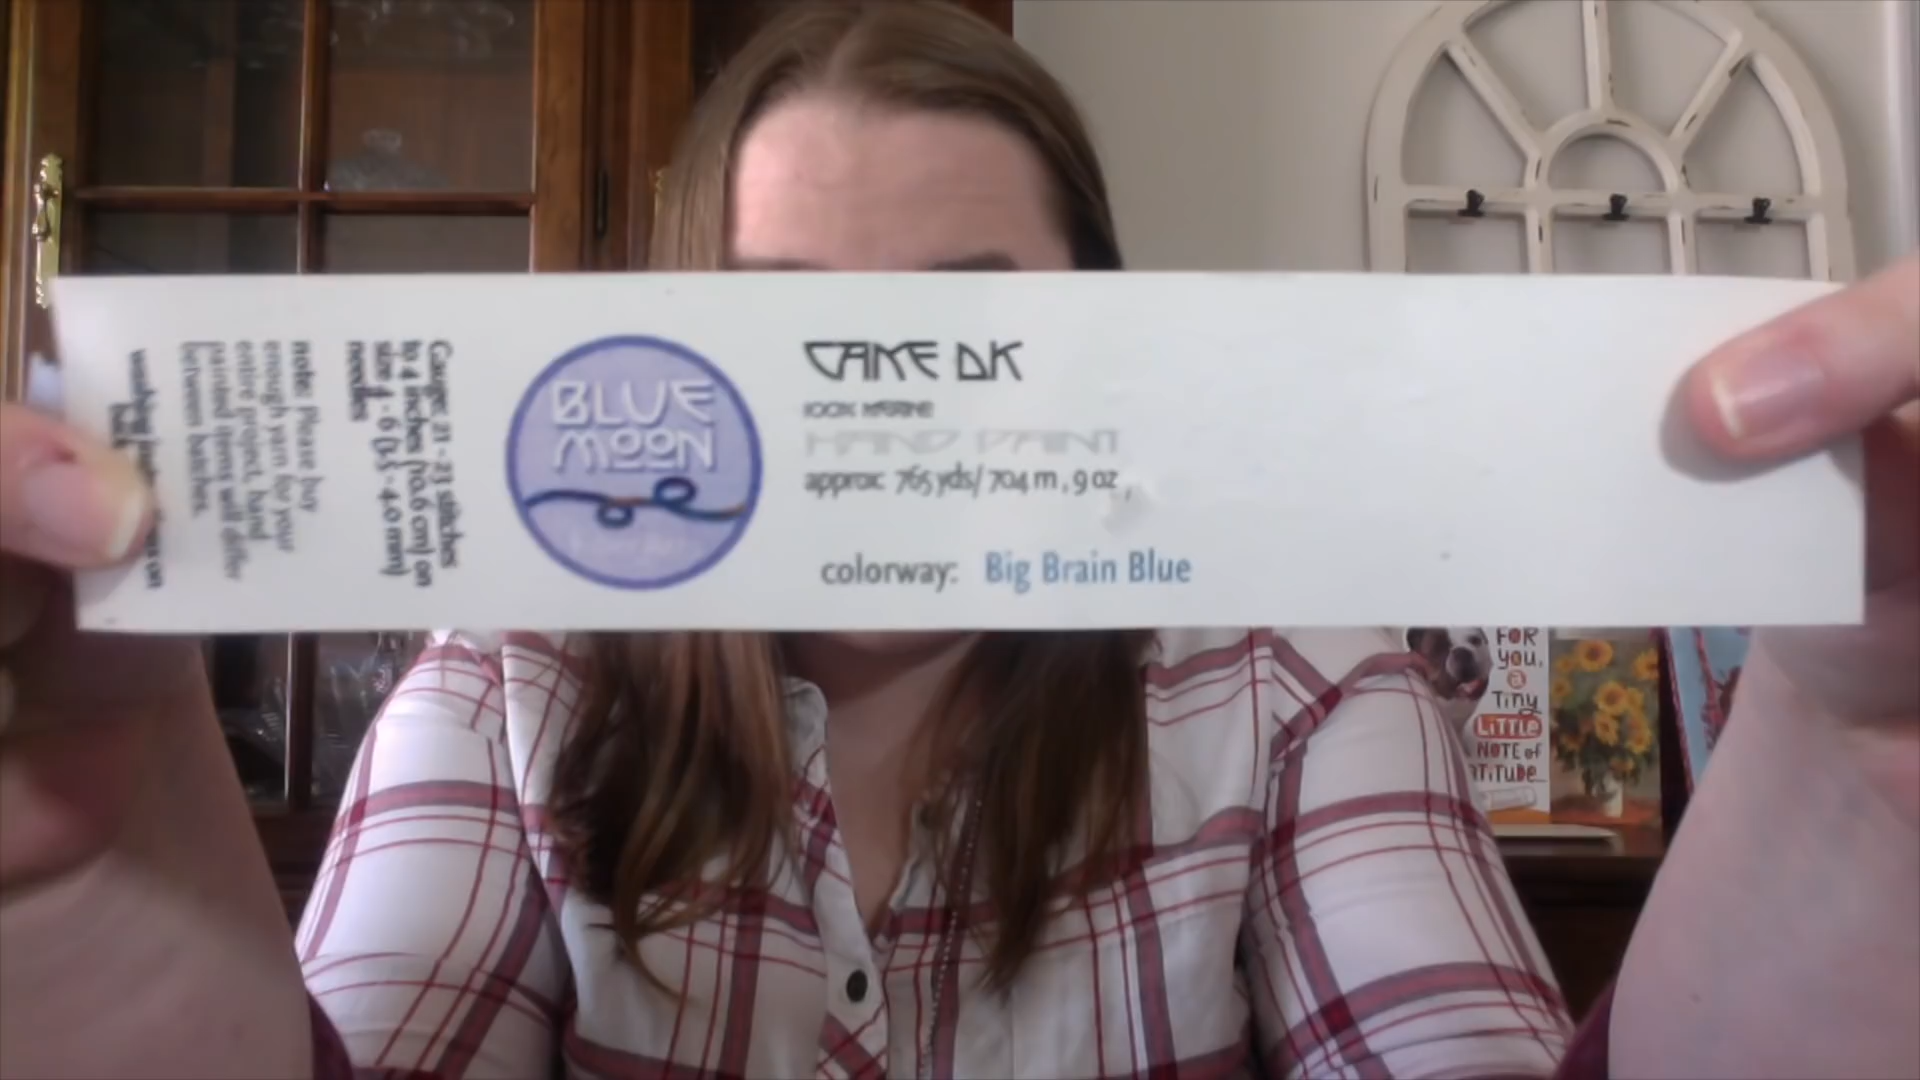 Gauge: 21 - 23 stitches
to 4 inches (10.6 cm) on
size 4 - 6 (3.5 - 4.0 mm)
needles
note: Please buy
enough yarn for your
entire project, hand
painted items will differ
between batches.
washing
on
BLUE
MOON
CAKE DK
100%
HAND PAINT
approx: 765 yds/ 704 m , 9 oz ,
colorway: Big Brain Blue
FOR
you,
a
Tiny
LiTTLe
NOTE of